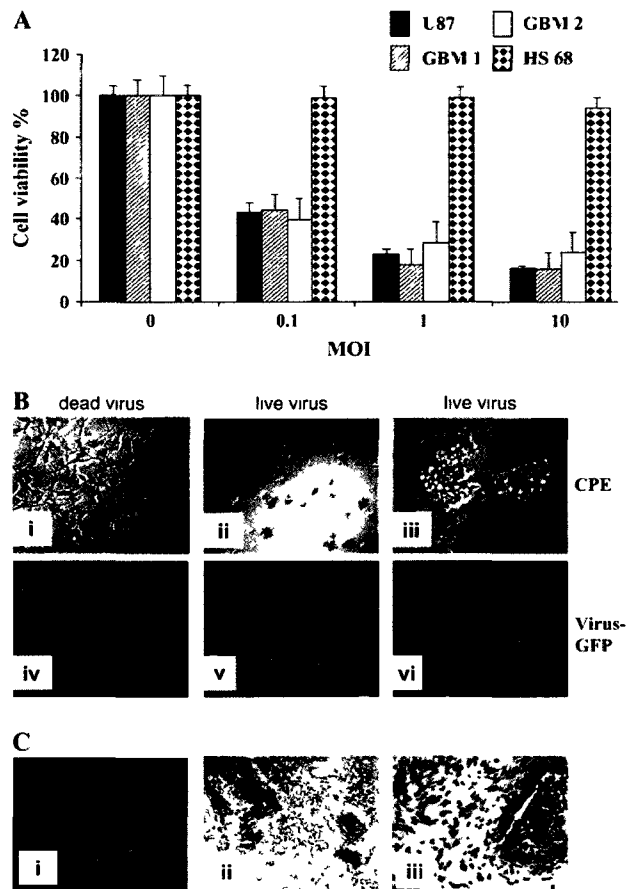 A
U87
GBM 2
GBM 1
HS 68
Cell viability %
120
100
80
60
40
20
0
0
0.1
1
10
MOI
B
dead virus
live virus
live virus
i
ii
iii
CPE
iv
v
vi
Virus-
GFP
C
i
ii
iii